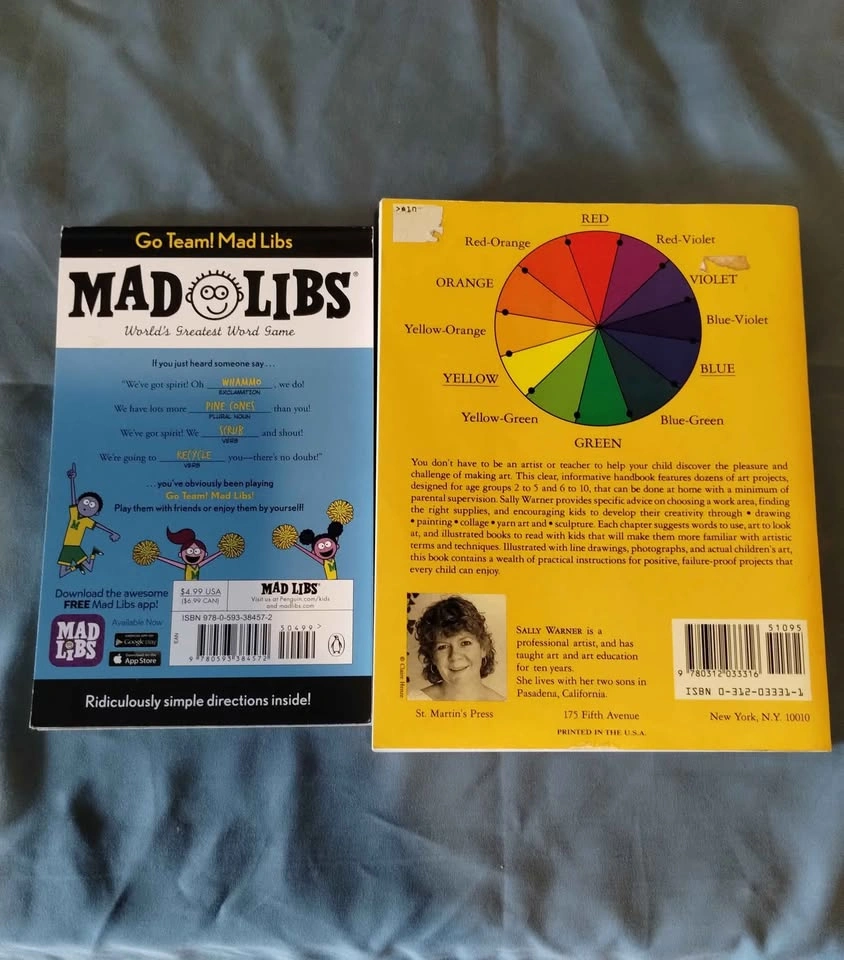 Go Team! Mad Libs
MAD LIBS®
World's Greatest Word Game
If you just heard someone say . . .
"We've got spirit! Oh WHAMMO, we do!
EXCLAMATION
We have lots more PINE CONES than you!
PLURAL NOUN
We've got spirit! We SCRUB and shout!
VERB
We're going to RECYCLE you—there's no doubt!"
VERB
. . . you've obviously been playing
Go Team! Mad Libs!
Play them with friends or enjoy them by yourself!
M
M
M
Download the awesome
FREE Mad Libs app!
Available Now
MAD LIBS
Google play
App Store
$4.99 USA
($6.99 CAN)
MAD LIBS®
Visit us at Penguin.com/kids
and madlibs.com
ISBN 978-0-593-38457-2
50499>
EAN
9 780593 384572
Ridiculously simple directions inside!
RED
Red-Orange
Red-Violet
ORANGE
VIOLET
Yellow-Orange
Blue-Violet
YELLOW
BLUE
Yellow-Green
Blue-Green
GREEN
You don't have to be an artist or teacher to help your child discover the pleasure and
challenge of making art. This clear, informative handbook features dozens of art projects,
designed for age groups 2 to 5 and 6 to 10, that can be done at home with a minimum of
parental supervision. Sally Warner provides specific advice on choosing a work area, finding
the right supplies, and encouraging kids to develop their creativity through • drawing
• painting • collage • yarn art and • sculpture. Each chapter suggests words to use, art to look
at, and illustrated books to read with kids that will make them more familiar with artistic
terms and techniques. Illustrated with line drawings, photographs, and actual children's art,
this book contains a wealth of practical instructions for positive, failure-proof projects that
every child can enjoy.
SALLY WARNER is a
professional artist, and has
taught art and art education
for ten years.
She lives with her two sons in
Pasadena, California.
51095
9 780312 033316
ISBN 0-312-03331-1
St. Martin's Press
175 Fifth Avenue
New York, N.Y. 10010
PRINTED IN THE U.S.A.